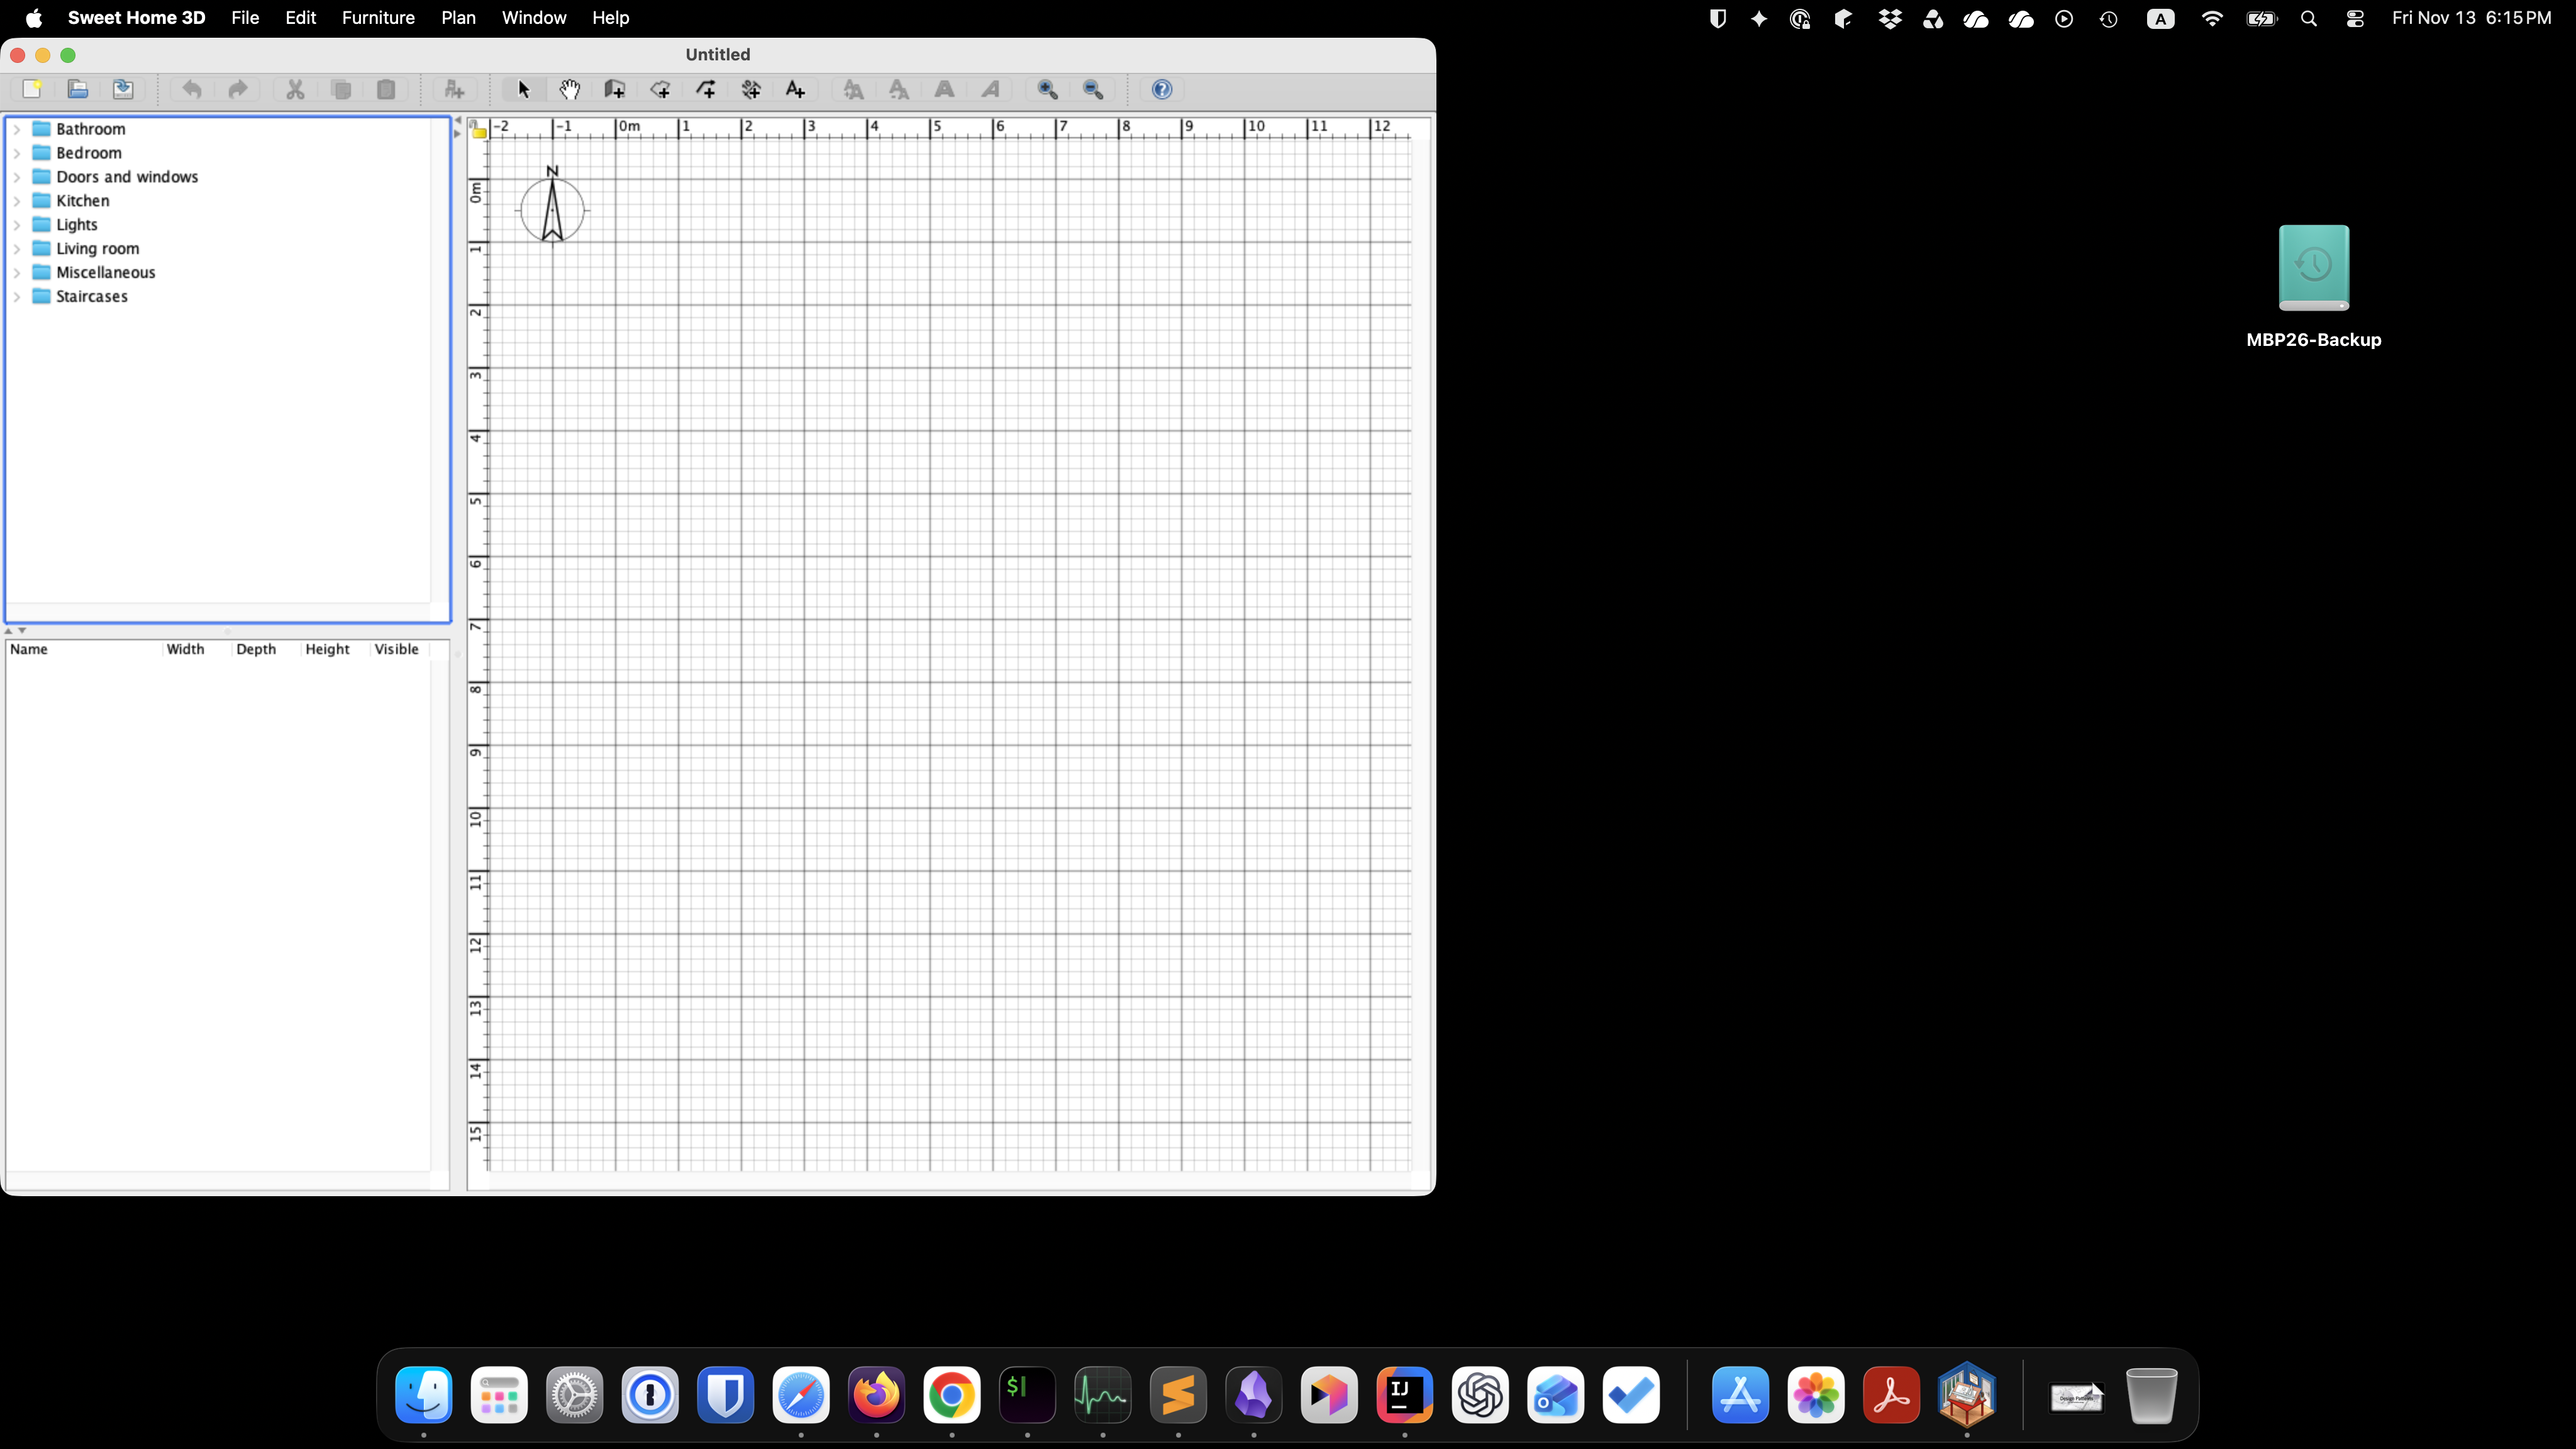 Sweet Home 3D File Edit Furniture Plan Window Help A Fri Nov 13 6:15 PM
Untitled
Bathroom
Bedroom
Doors and windows
Kitchen
Lights
Living room
Miscellaneous
Staircases
Name Width Depth Height Visible
-2 -1 0m 1 2 3 4 5 6 7 8 9 10 11 12
N
0m
1
2
3
4
5
6
7
8
9
10
11
12
13
14
15
MBP26-Backup
$
IJ
Design Patterns